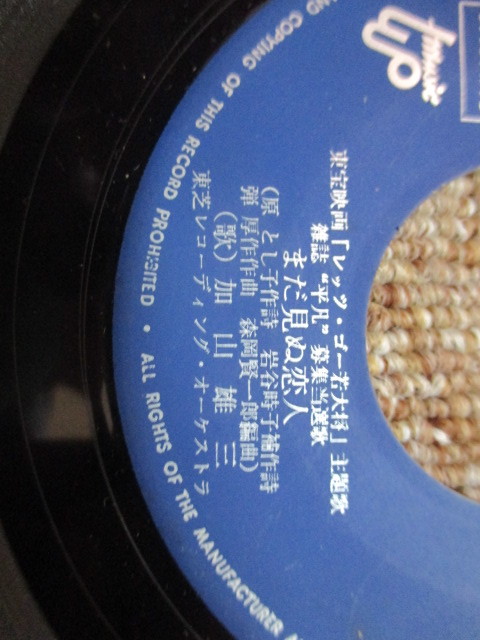 東宝映画「レッツ・ゴー若大将」主題歌
雑誌“平凡”募集当選歌
まだ見ぬ恋人
(原 とし子作詩 岩谷時子補作詩
弾 厚作作曲 森岡賢一郎編曲)
(歌) 加山雄三
東芝レコーディング・オーケストラ
COPYING OF THIS RECORD PROHIBITED • ALL RIGHTS OF THE MANUFACTURER
music
UP